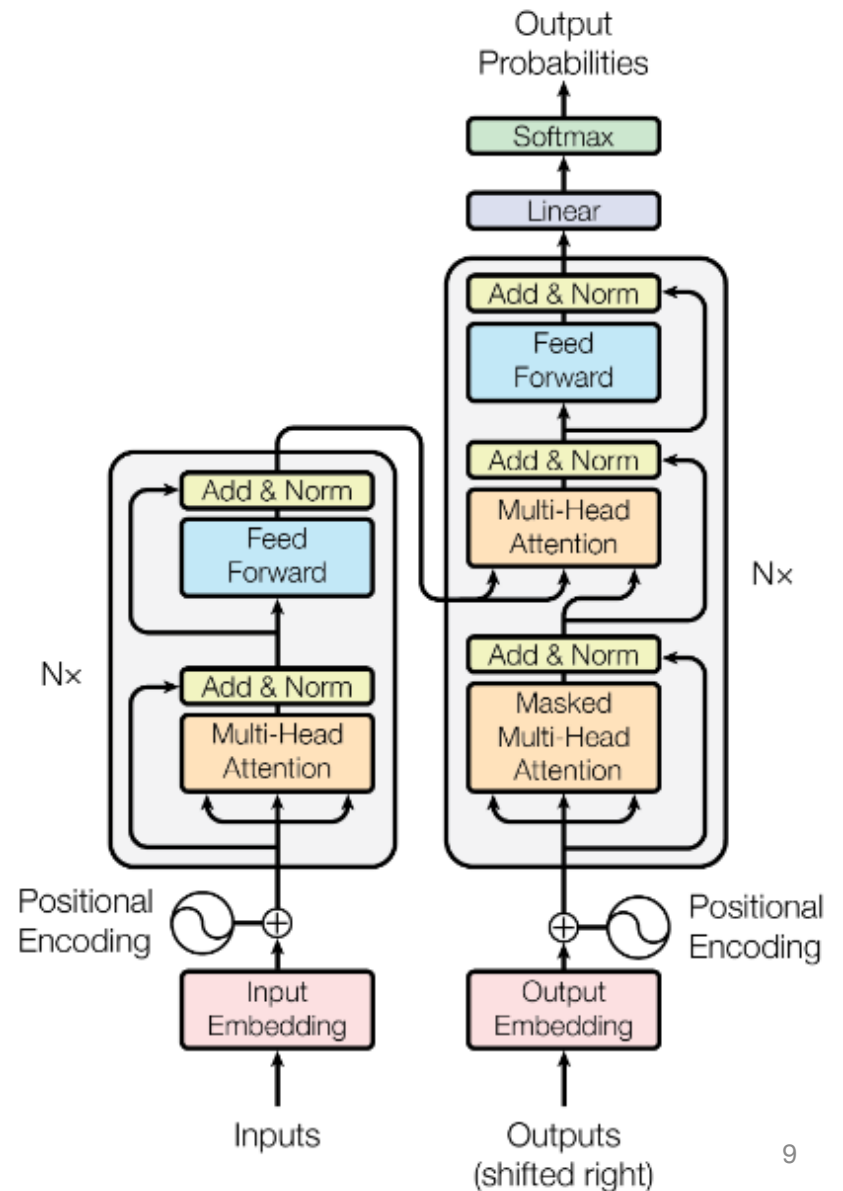 Output
Probabilities
Softmax
Linear
Add & Norm
Feed
Forward
Add & Norm
Multi-Head
Attention
Nx
Add & Norm
Masked
Multi-Head
Attention
Add & Norm
Feed
Forward
Nx
Add & Norm
Multi-Head
Attention
Positional
Encoding
Positional
Encoding
Input
Embedding
Output
Embedding
Inputs
Outputs
(shifted right)
9